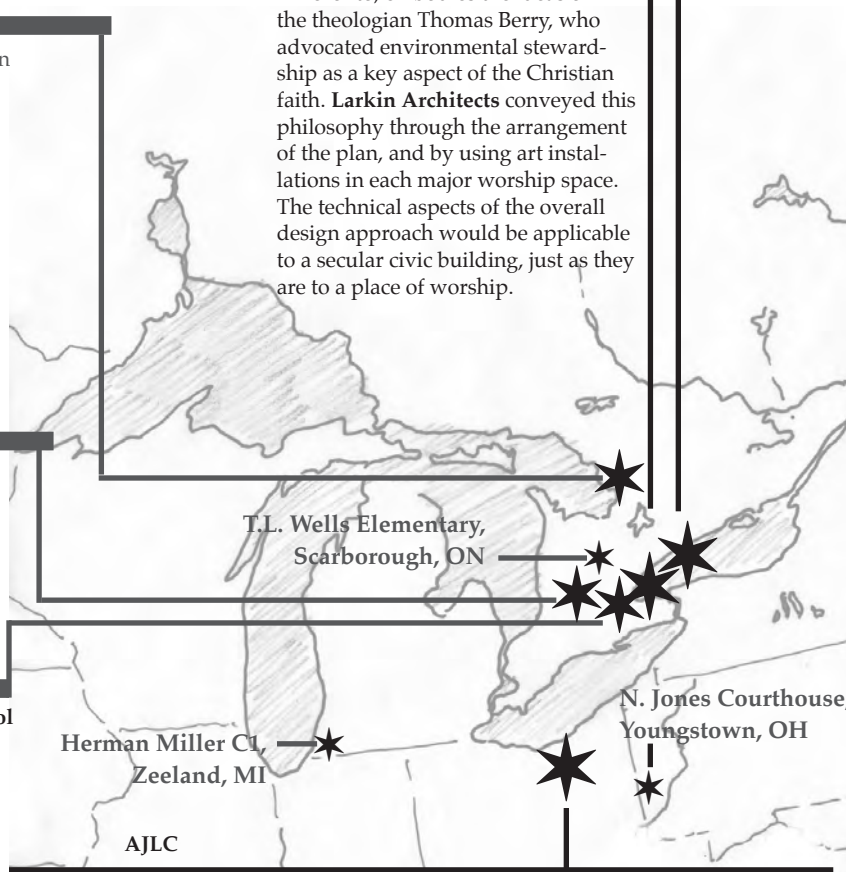 the theologian Thomas Berry, who
advocated environmental steward-
ship as a key aspect of the Christian
faith. Larkin Architects conveyed this
philosophy through the arrangement
of the plan, and by using art instal-
lations in each major worship space.
The technical aspects of the overall
design approach would be applicable
to a secular civic building, just as they
are to a place of worship.
n
T.L. Wells Elementary,
Scarborough, ON
ol
N. Jones Courthouse,
Youngstown, OH
Herman Miller C1,
Zeeland, MI
AJLC